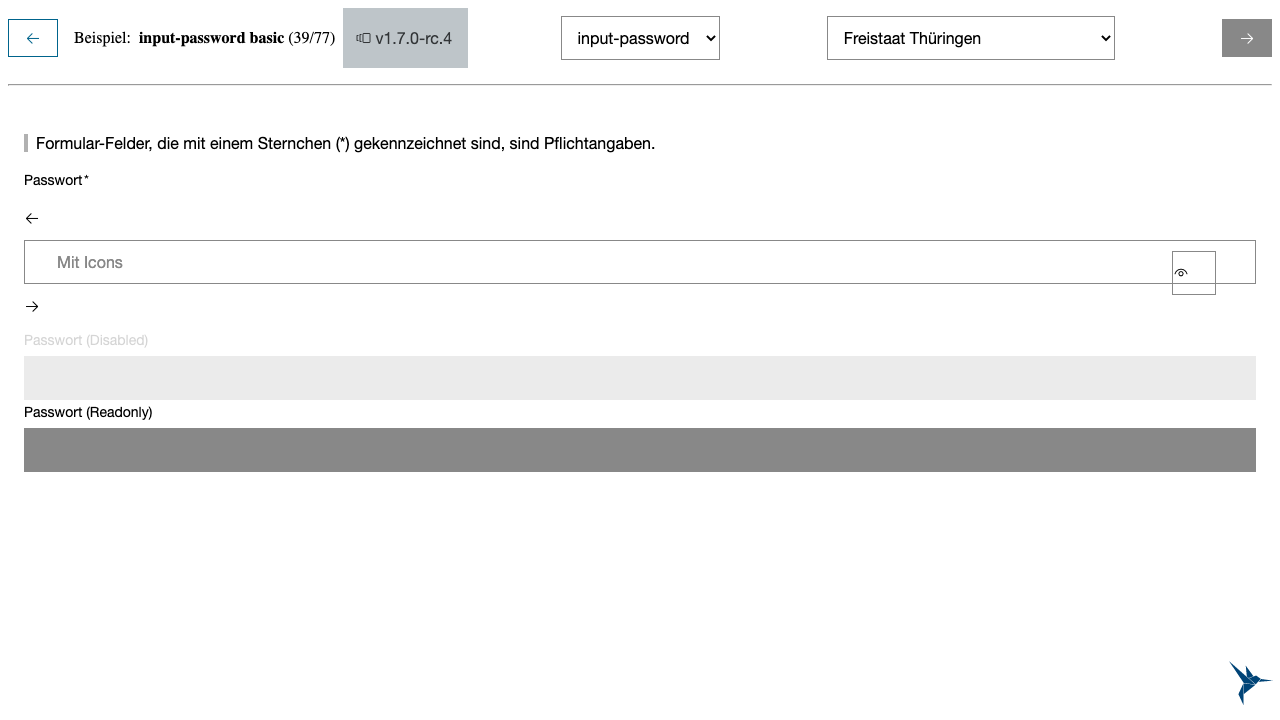 Beispiel: input-password basic (39/77) v1.7.0-rc.4 input-password Freistaat Thüringen
Formular-Felder, die mit einem Sternchen (*) gekennzeichnet sind, sind Pflichtangaben.
Passwort*
Mit Icons
Passwort (Disabled)
Passwort (Readonly)